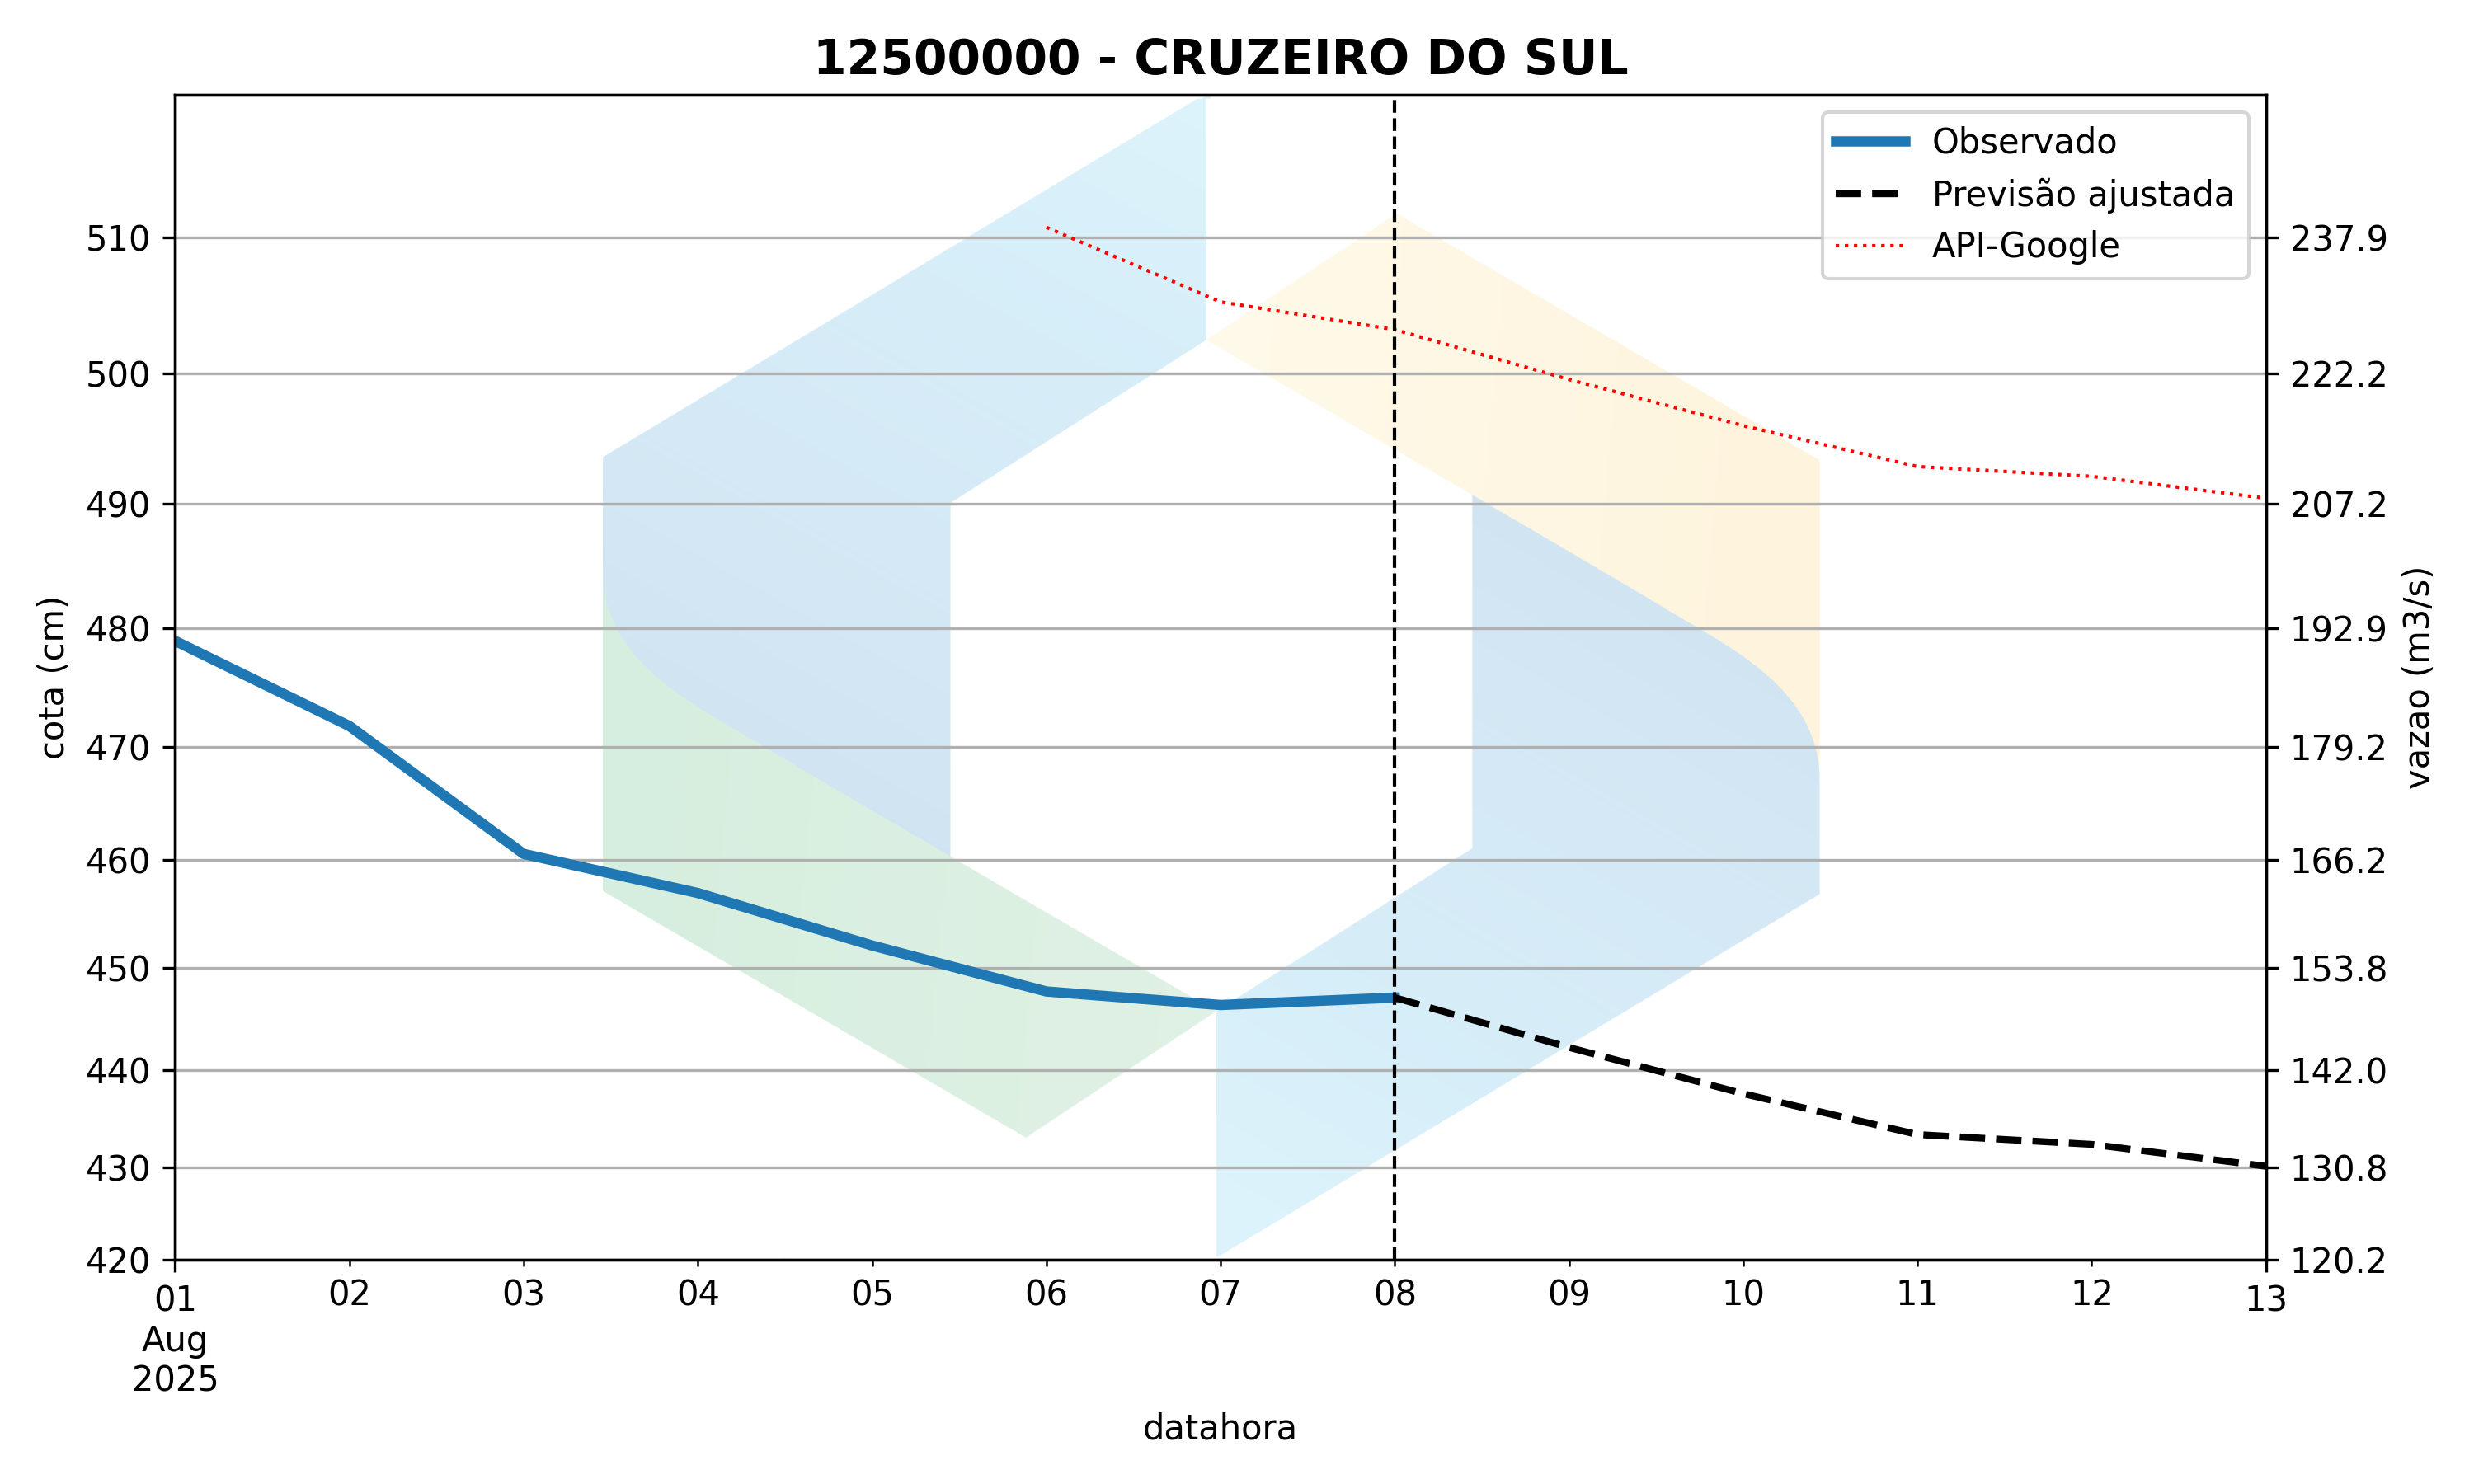 12500000 - CRUZEIRO DO SUL
Observado
Previsão ajustada
API-Google
cota (cm)
510
500
490
480
470
460
450
440
430
420
237.9
222.2
207.2
192.9
179.2
166.2
153.8
142.0
130.8
120.2
vazao (m3/s)
01 02 03 04 05 06 07 08 09 10 11 12 13
Aug
2025
datahora